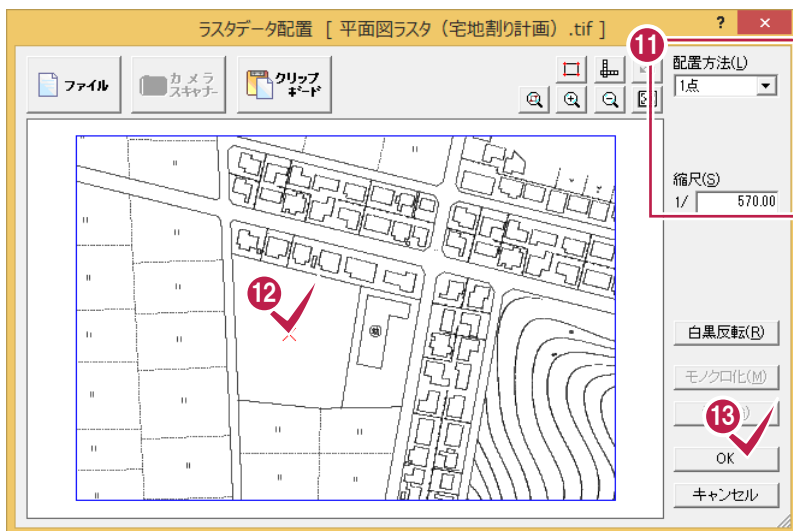 ラスタデータ配置 [ 平面図ラスタ（宅地割り計画）.tif ]
?
×
11
ファイル
カメラ
スキャナー
クリップ
ボード
配置方法(L)
1点
縮尺(S)
1/ 570.00
12
白黒反転(R)
モノクロ化(M)
13
OK
キャンセル